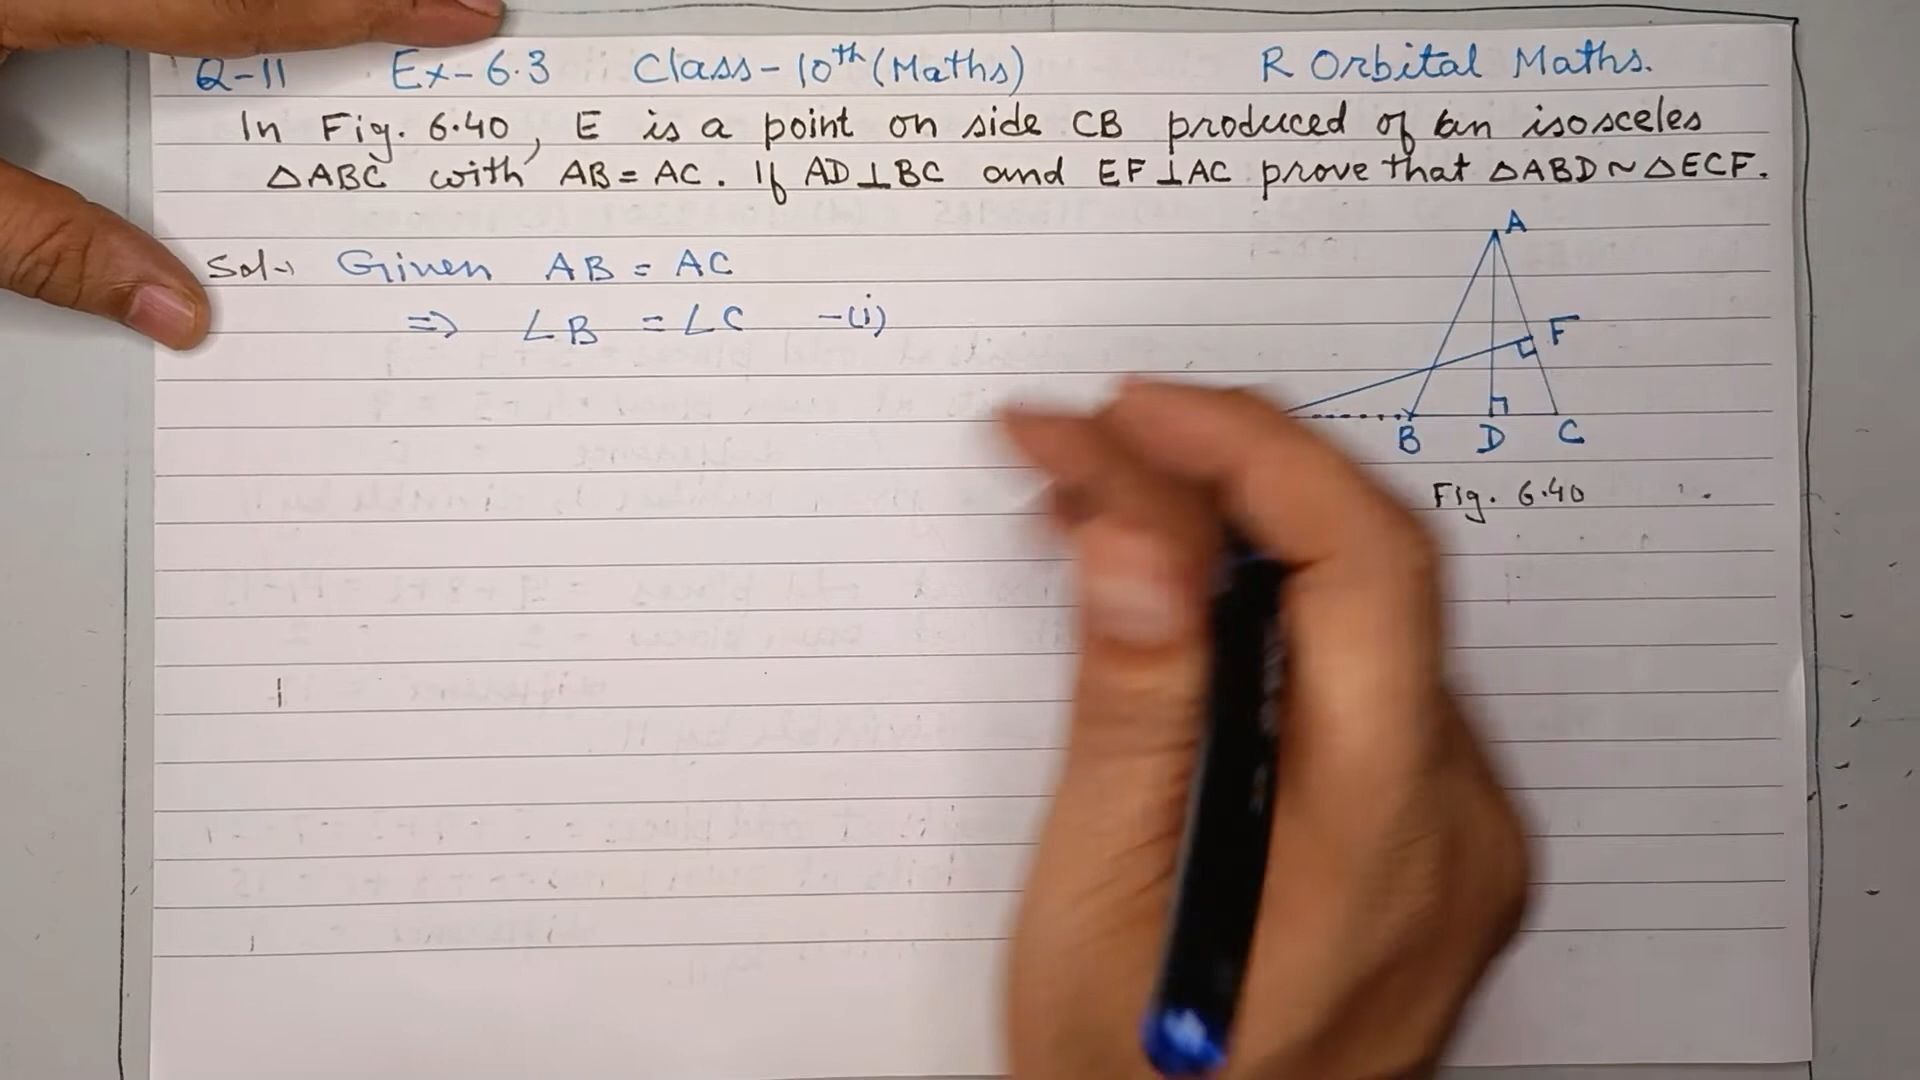 Q-11 Ex-6.3 Class-10th (Maths) R Orbital Maths.
In Fig. 6.40, E is a point on side CB produced of an isosceles
△ABC with AB = AC. If AD⊥BC and EF⊥AC prove that △ABD ~ △ECF.
Sol→ Given AB = AC
=> ∠B = ∠C -(i)
A
F
B D C
Fig. 6.40